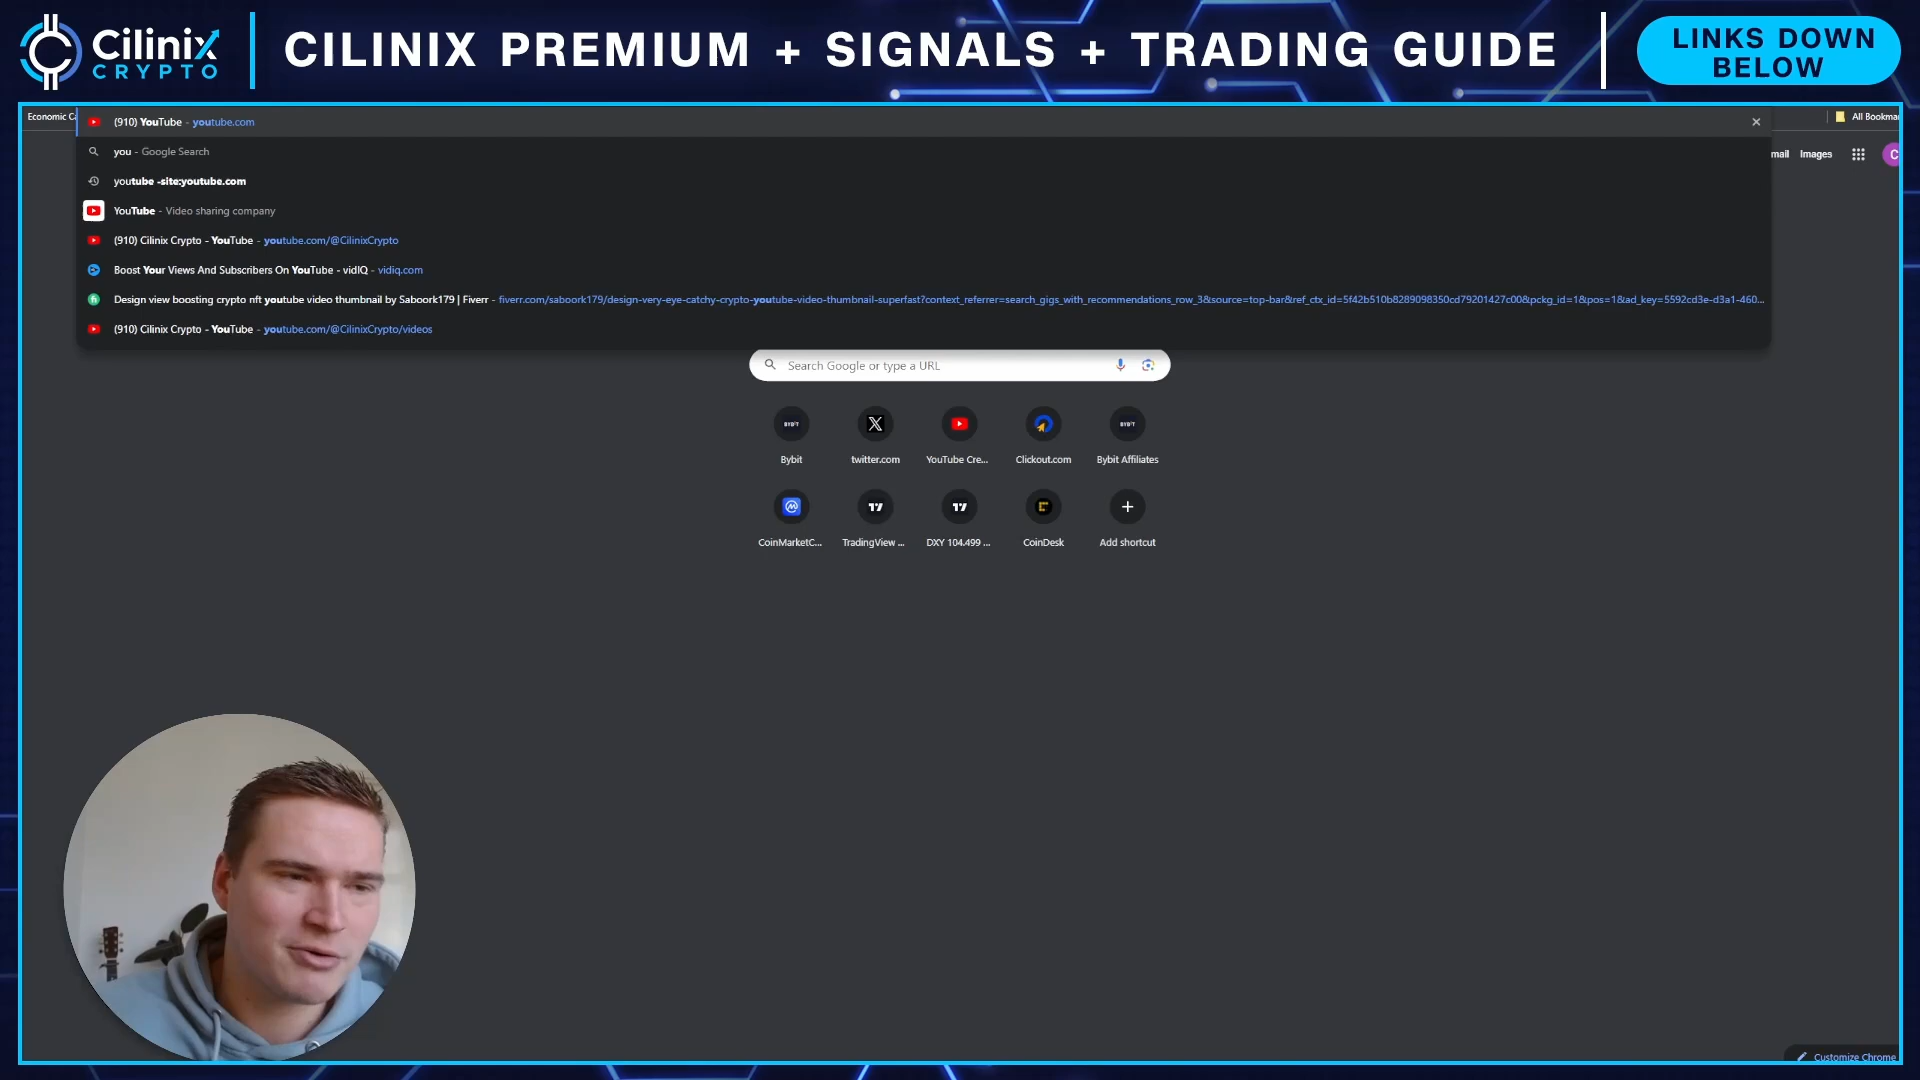 Cilinix
CRYPTO
CILINIX PREMIUM + SIGNALS + TRADING GUIDE
LINKS DOWN
BELOW
Economic Ca
(910) YouTube - youtube.com
All Bookmar
you - Google Search
mail Images
C
youtube -site:youtube.com
YouTube - Video sharing company
(910) Cilinix Crypto - YouTube - youtube.com/@CilinixCrypto
Boost Your Views And Subscribers On YouTube - vidIQ - vidiq.com
Design view boosting crypto nft youtube video thumbnail by Saboork179 | Fiverr - fiverr.com/saboork179/design-very-eye-catchy-crypto-youtube-video-thumbnail-superfast?context_referrer=search_gigs_with_recommendations_row_3&source=top-bar&ref_ctx_id=5f42b510b8289098350cd79201427c00&pckg_id=1&pos=1&ad_key=5592cd3e-d3a1-460...
(910) Cilinix Crypto - YouTube - youtube.com/@CilinixCrypto/videos
Search Google or type a URL
BYBIT
BYBIT
Bybit twitter.com YouTube Cre... Clickout.com Bybit Affiliates
CoinMarketC... TradingView ... DXY 104.499 ... CoinDesk Add shortcut
Customize Chrome